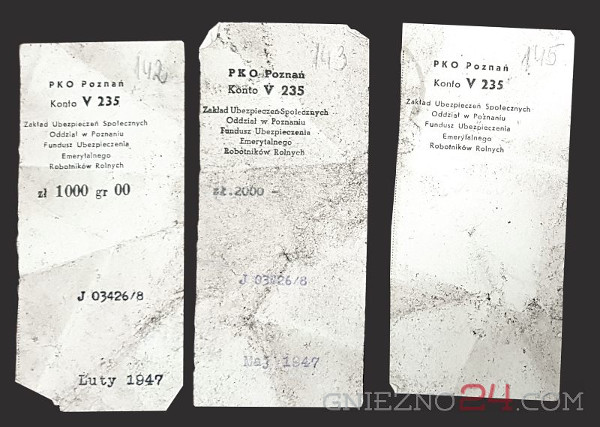 142
PKO Poznań
Konto V 235
Zakład Ubezpieczeń Społecznych
Oddział w Poznaniu
Fundusz Ubezpieczenia
Emerytalnego
Robotników Rolnych
zł 1000 gr 00
J 03426/8
Luty 1947
143
PKO Poznań
Konto V 235
Zakład Ubezpieczeń Społecznych
Oddział w Poznaniu
Fundusz Ubezpieczenia
Emerytalnego
Robotników Rolnych
zł.2000 -
J 03426/8
Maj 1947
145
PKO Poznań
Konto V 235
Zakład Ubezpieczeń Społecznych
Oddział w Poznaniu
Fundusz Ubezpieczenia
Emerytalnego
Robotników Rolnych
GNIEZNO24.COM